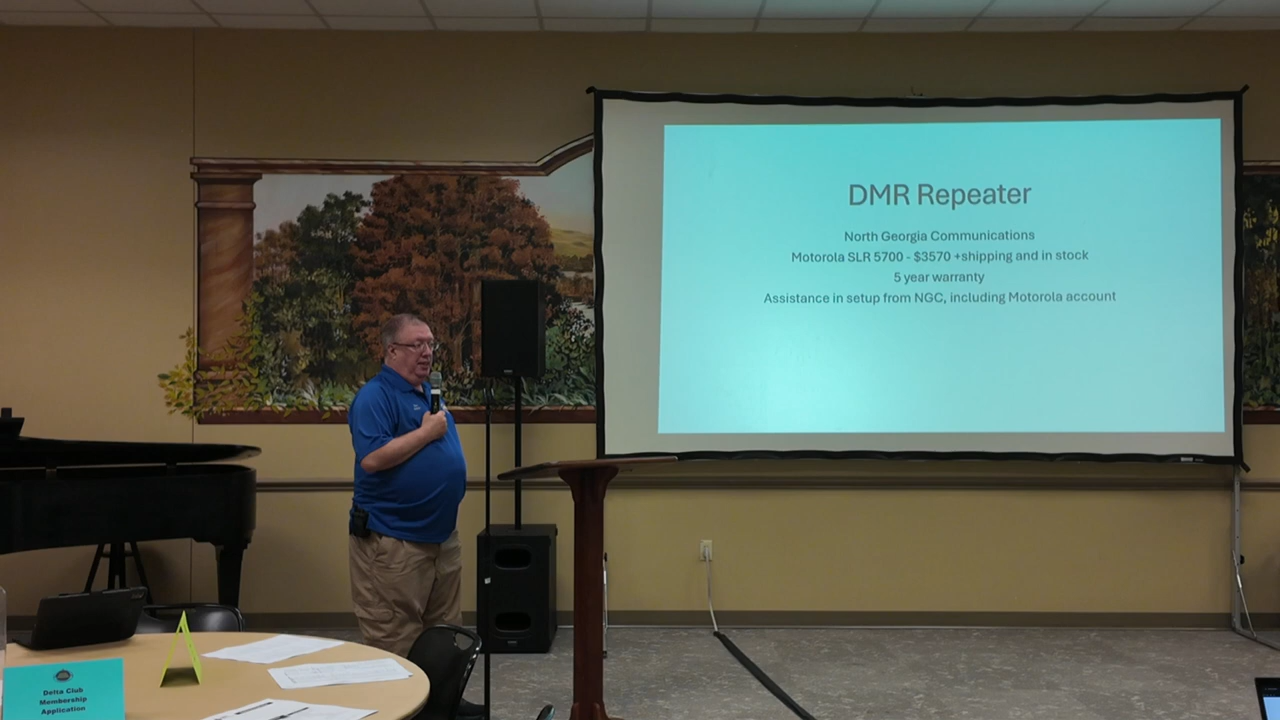 DMR Repeater
North Georgia Communications
Motorola SLR 5700 - $3570 +shipping and in stock
5 year warranty
Assistance in setup from NGC, including Motorola account
Delta Club
Membership
Application